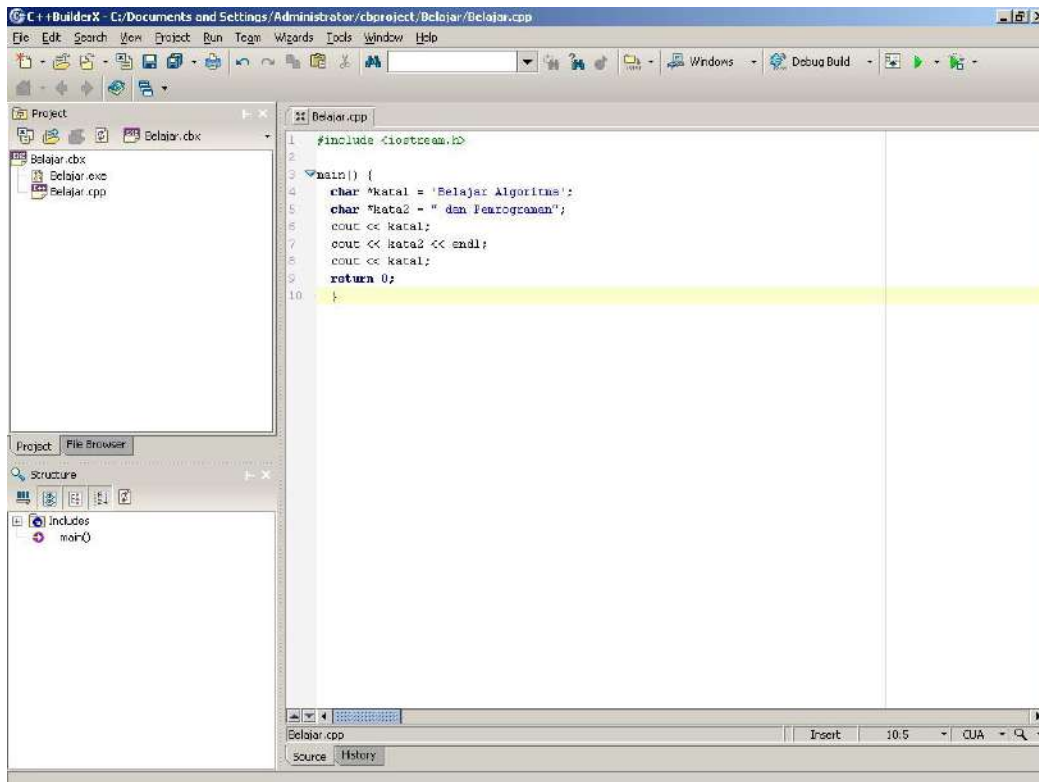 C++BuilderX - C:/Documents and Settings/Administrator/cbproject/Belajar/Belajar.cpp
File Edit Search View Project Run Team Wizards Tools Window Help
Windows Debug Build
Project
Belajar.cbx
Belajar.cbx
Belajar.exe
Belajar.cpp
Project File Browser
Structure
Includes
main()
Belajar.cpp
1 #include <iostream.h>
2
3 main() {
4 char *kata1 = 'Belajar Algoritma';
5 char *kata2 = " dan Pemrograman";
6 cout << kata1;
7 cout << kata2 << endl;
8 cout << kata1;
9 return 0;
10 }
Belajar.cpp Insert 10:5 CUA
Source History